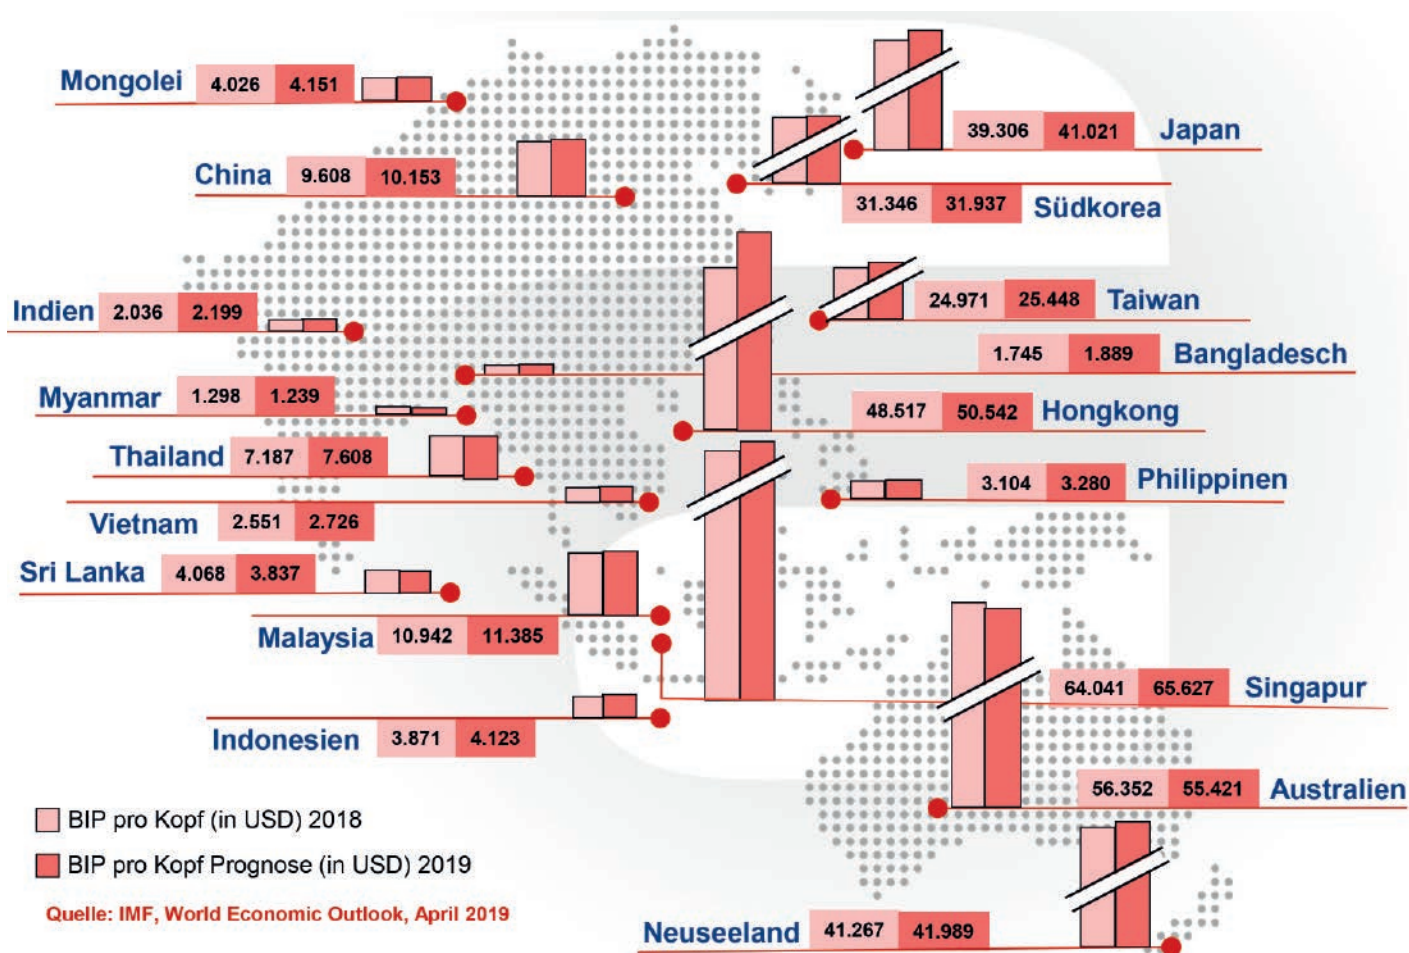 Mongolei 4.026 4.151
39.306 41.021 Japan
China 9.608 10.153
31.346 31.937 Südkorea
Indien 2.036 2.199
24.971 25.448 Taiwan
1.745 1.889 Bangladesch
Myanmar 1.298 1.239
48.517 50.542 Hongkong
Thailand 7.187 7.608
3.104 3.280 Philippinen
Vietnam 2.551 2.726
Sri Lanka 4.068 3.837
Malaysia 10.942 11.385
64.041 65.627 Singapur
Indonesien 3.871 4.123
56.352 55.421 Australien
BIP pro Kopf (in USD) 2018
BIP pro Kopf Prognose (in USD) 2019
Quelle: IMF, World Economic Outlook, April 2019
Neuseeland 41.267 41.989